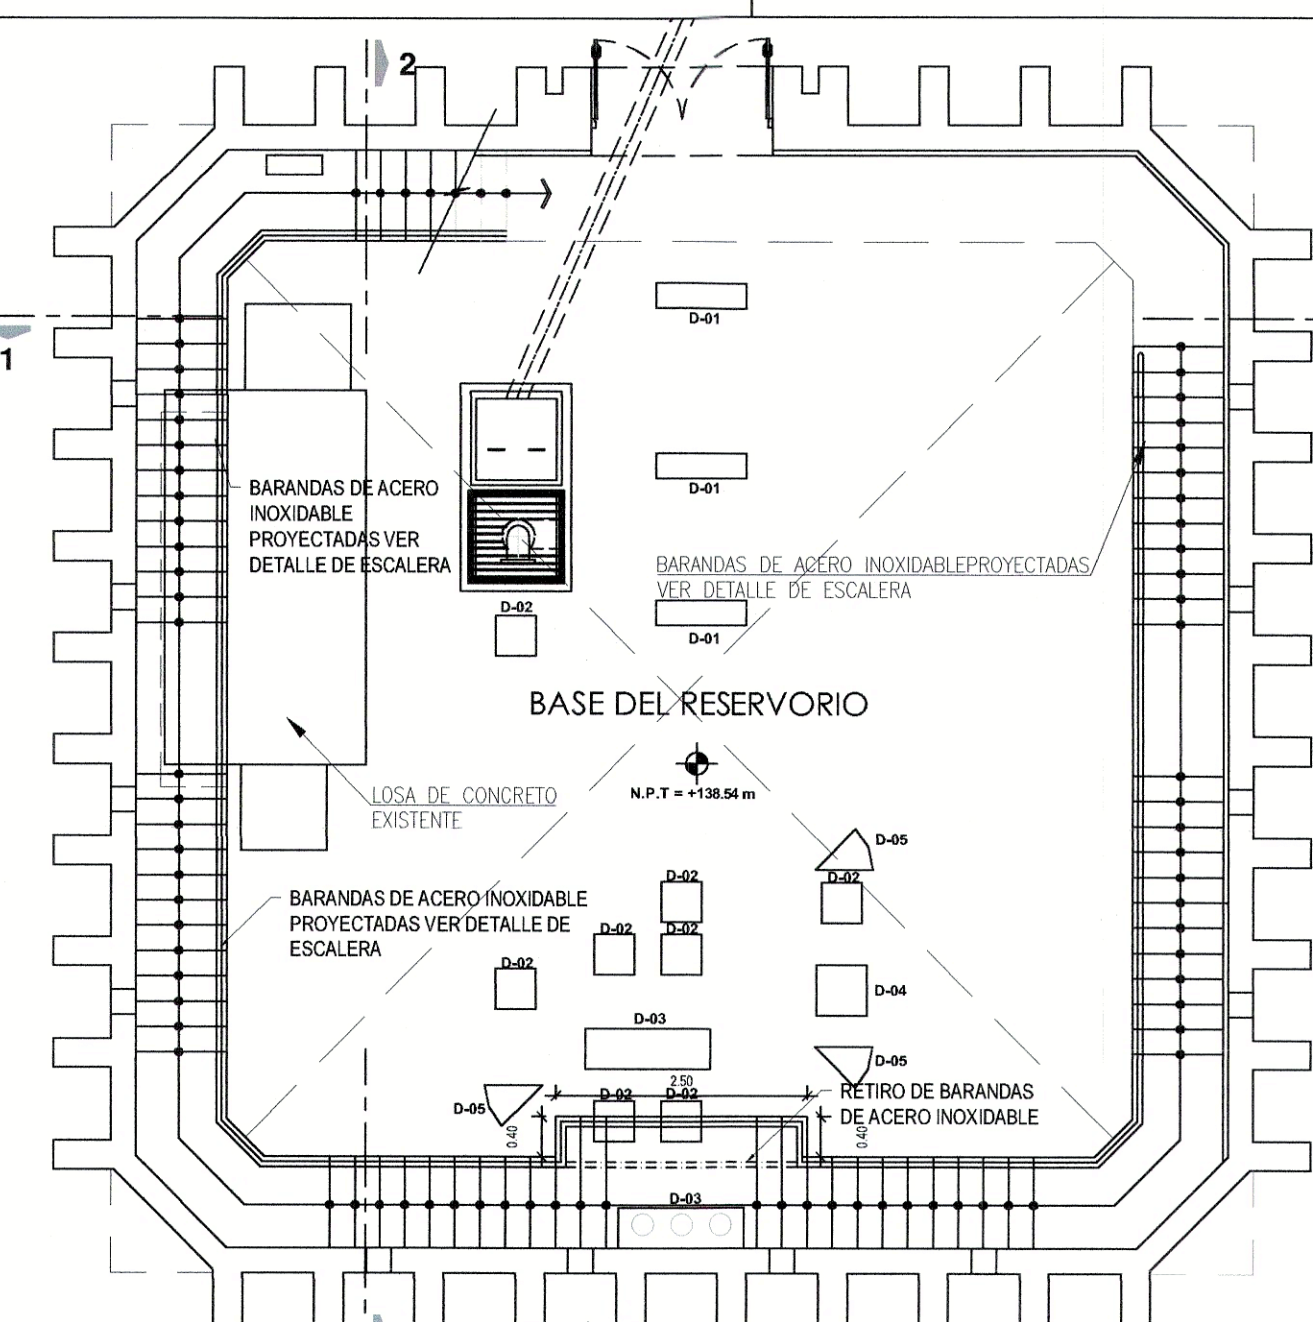 2
1
D-01
D-01
BARANDAS DE ACERO
INOXIDABLE
PROYECTADAS VER
DETALLE DE ESCALERA
BARANDAS DE ACERO INOXIDABLEPROYECTADAS
VER DETALLE DE ESCALERA
D-02
D-01
BASE DEL RESERVORIO
N.P.T = +138.54 m
LOSA DE CONCRETO
EXISTENTE
D-05
D-02
D-02
BARANDAS DE ACERO INOXIDABLE
PROYECTADAS VER DETALLE DE
ESCALERA
D-02
D-02
D-02
D-04
D-03
D-05
2.50
RETIRO DE BARANDAS
DE ACERO INOXIDABLE
D-02
D-02
D-05
0.40
0.40
D-03